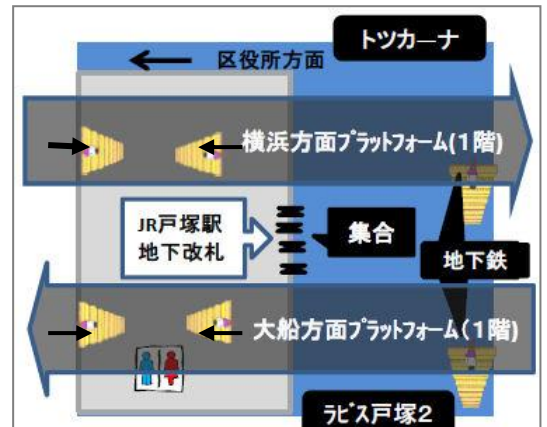 トツカーナ
区役所方面
横浜方面プラットフォーム(1階)
JR戸塚駅
地下改札
集合
地下鉄
大船方面プラットフォーム(1階)
ラピス戸塚2